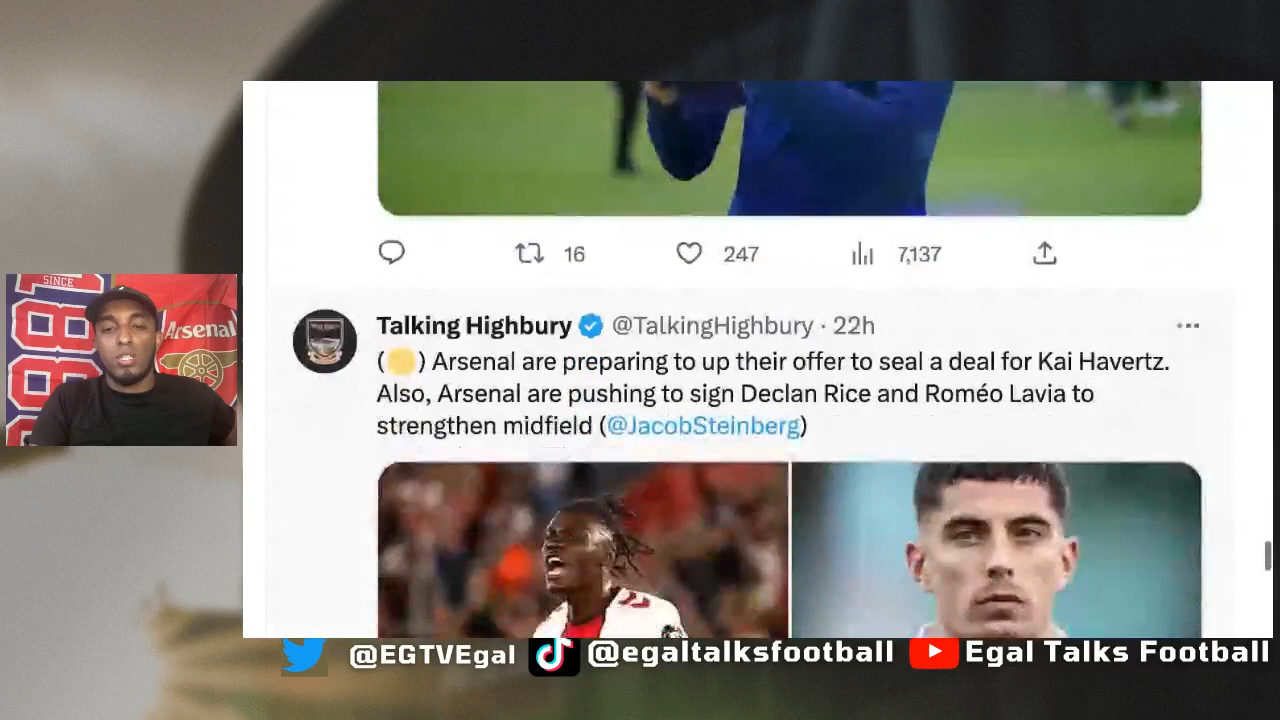 16 247 7,137
Talking Highbury @TalkingHighbury · 22h
( ) Arsenal are preparing to up their offer to seal a deal for Kai Havertz.
Also, Arsenal are pushing to sign Declan Rice and Roméo Lavia to
strengthen midfield (@JacobSteinberg)
SINCE
1886
Arsenal
@EGTVEgal @egaltalksfootball Egal Talks Football